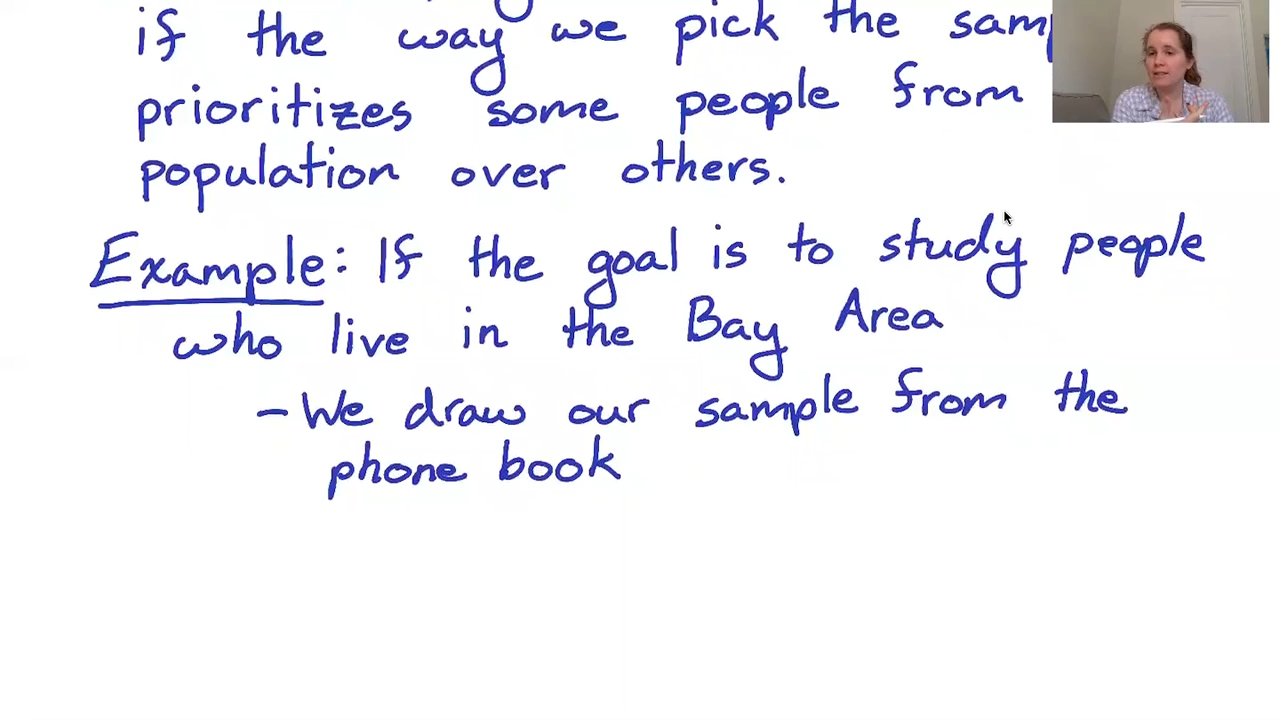 if the way we pick the sam
prioritizes some people from
population over others.
Example: If the goal is to study people
who live in the Bay Area
- We draw our sample from the
phone book